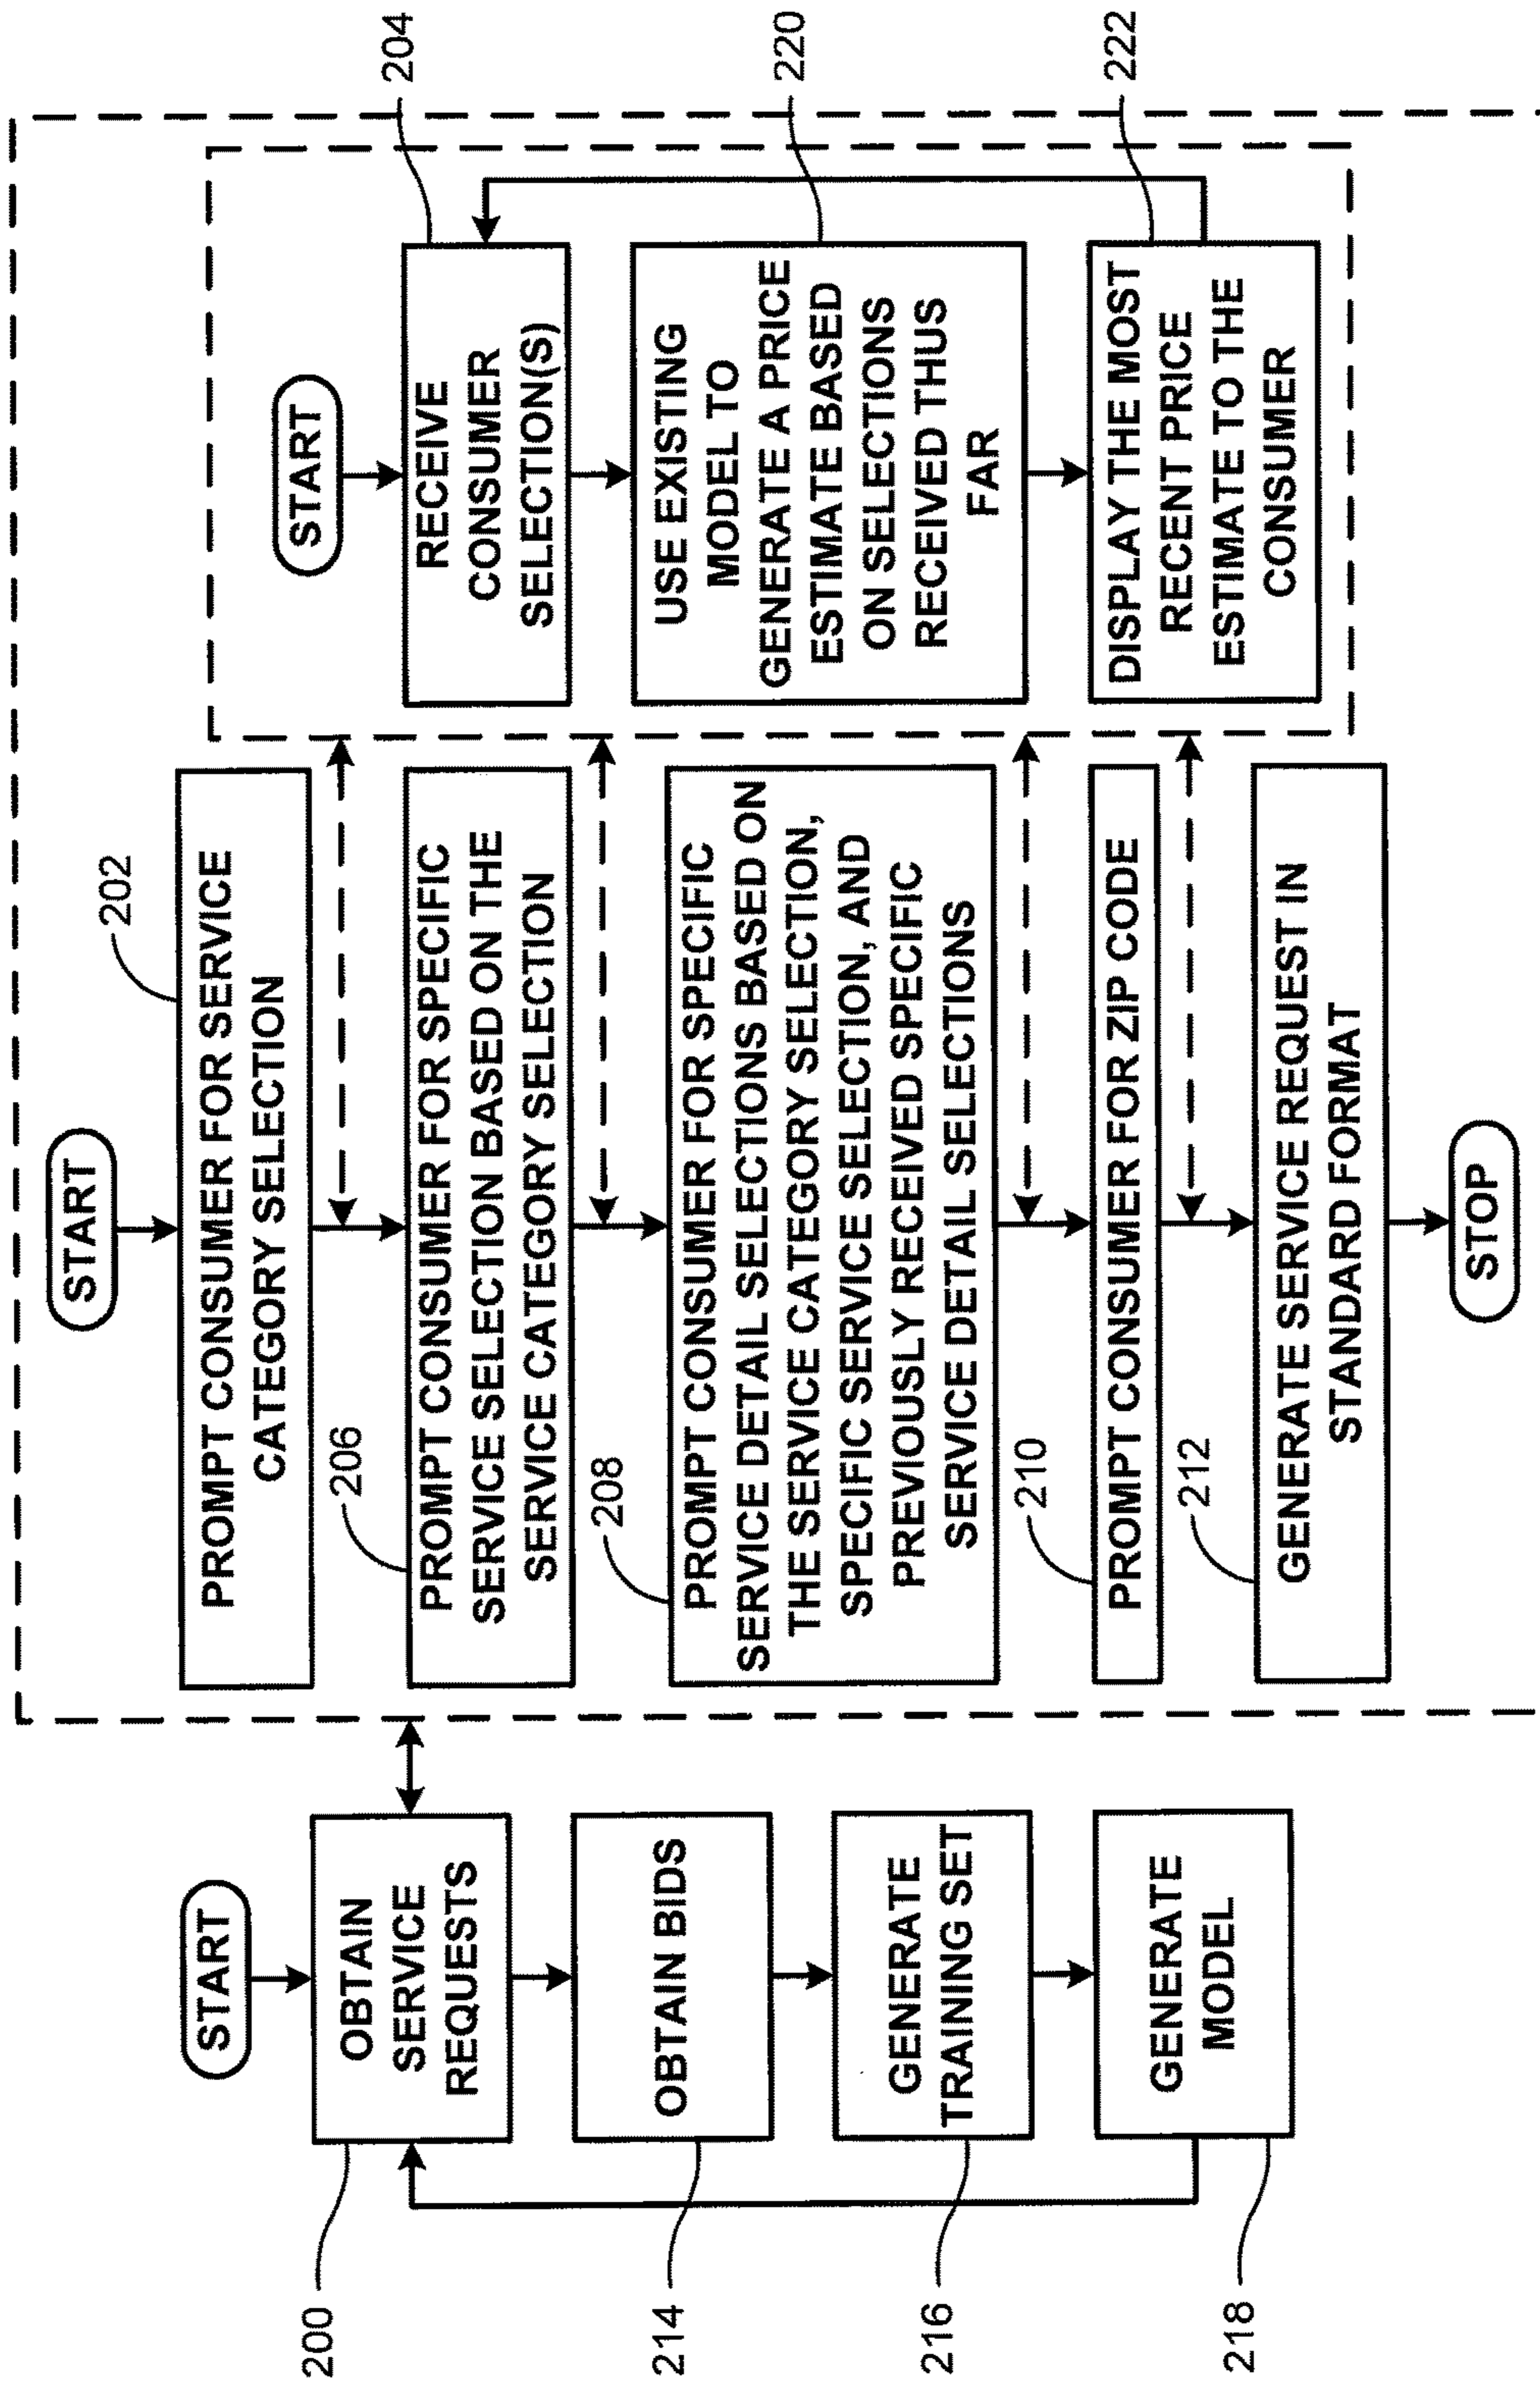 START
OBTAIN
SERVICE
REQUESTS
200
OBTAIN BIDS
214
GENERATE
TRAINING SET
216
GENERATE
MODEL
218
START
PROMPT CONSUMER FOR SERVICE
CATEGORY SELECTION
202
PROMPT CONSUMER FOR SPECIFIC
SERVICE SELECTION BASED ON THE
SERVICE CATEGORY SELECTION
206
PROMPT CONSUMER FOR SPECIFIC
SERVICE DETAIL SELECTIONS BASED ON
THE SERVICE CATEGORY SELECTION,
SPECIFIC SERVICE SELECTION, AND
PREVIOUSLY RECEIVED SPECIFIC
SERVICE DETAIL SELECTIONS
208
PROMPT CONSUMER FOR ZIP CODE
210
GENERATE SERVICE REQUEST IN
STANDARD FORMAT
212
STOP
START
RECEIVE
CONSUMER
SELECTION(S)
204
USE EXISTING
MODEL TO
GENERATE A PRICE
ESTIMATE BASED
ON SELECTIONS
RECEIVED THUS
FAR
220
DISPLAY THE MOST
RECENT PRICE
ESTIMATE TO THE
CONSUMER
222